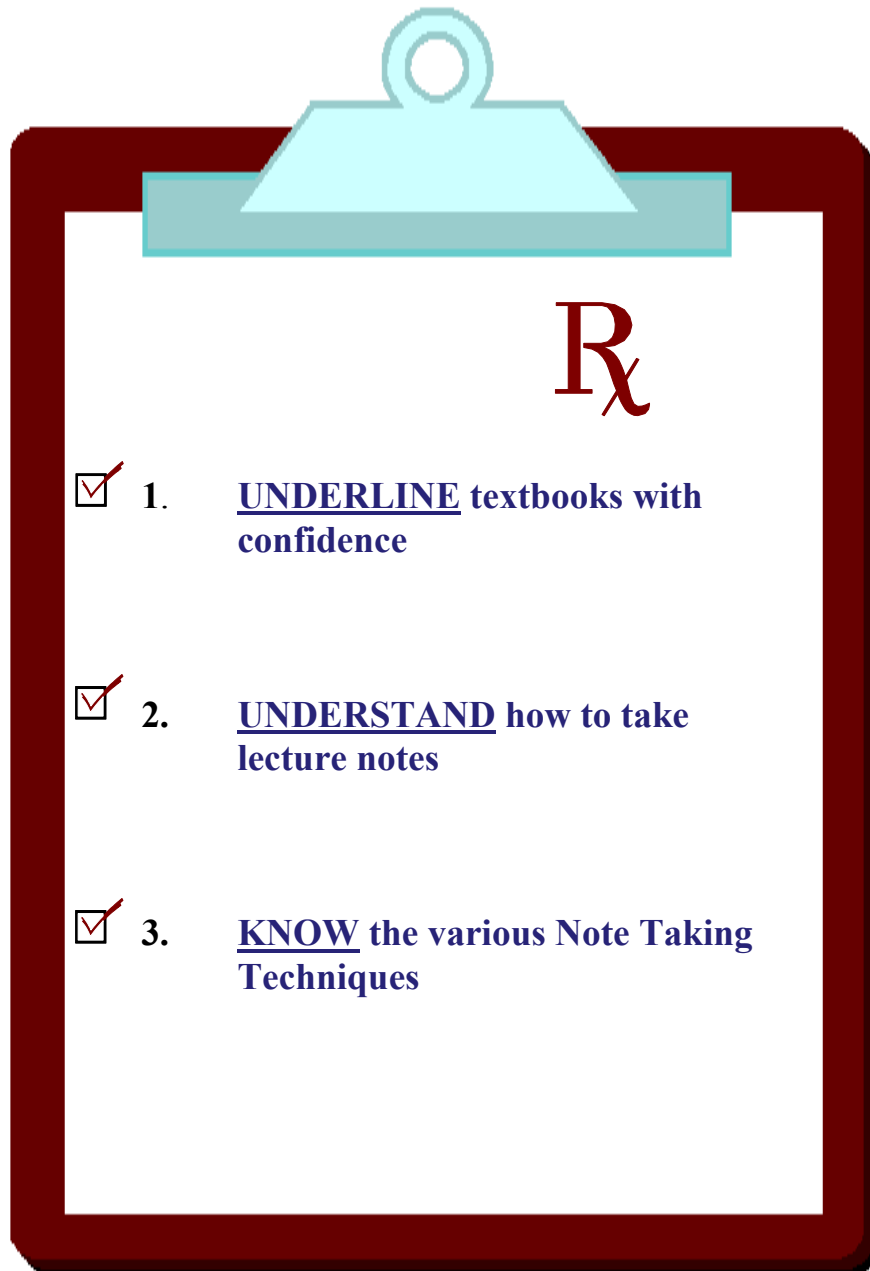 ℞
1. UNDERLINE textbooks with
confidence
2. UNDERSTAND how to take
lecture notes
3. KNOW the various Note Taking
Techniques